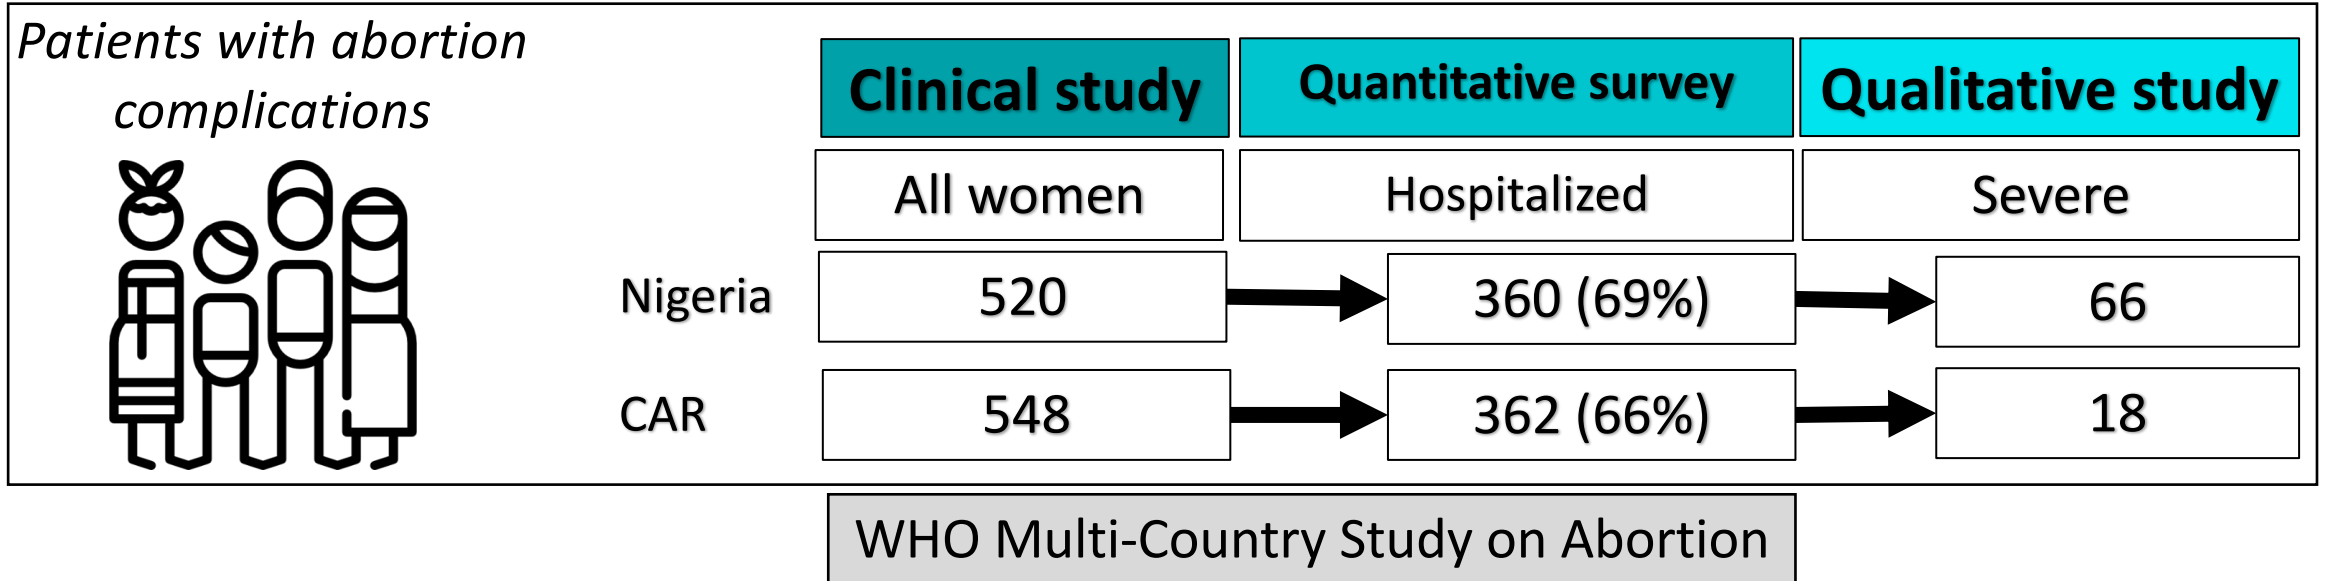 Patients with abortion
complications
Clinical study
Quantitative survey
Qualitative study
All women
Hospitalized
Severe
Nigeria
520
360 (69%)
66
CAR
548
362 (66%)
18
WHO Multi-Country Study on Abortion